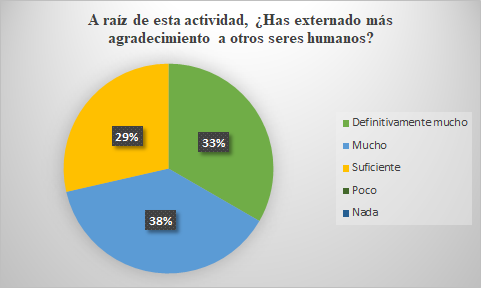 A raíz de esta actividad, ¿Has externado más
agradecimiento a otros seres humanos?
29%
33%
38%
Definitivamente mucho
Mucho
Suficiente
Poco
Nada